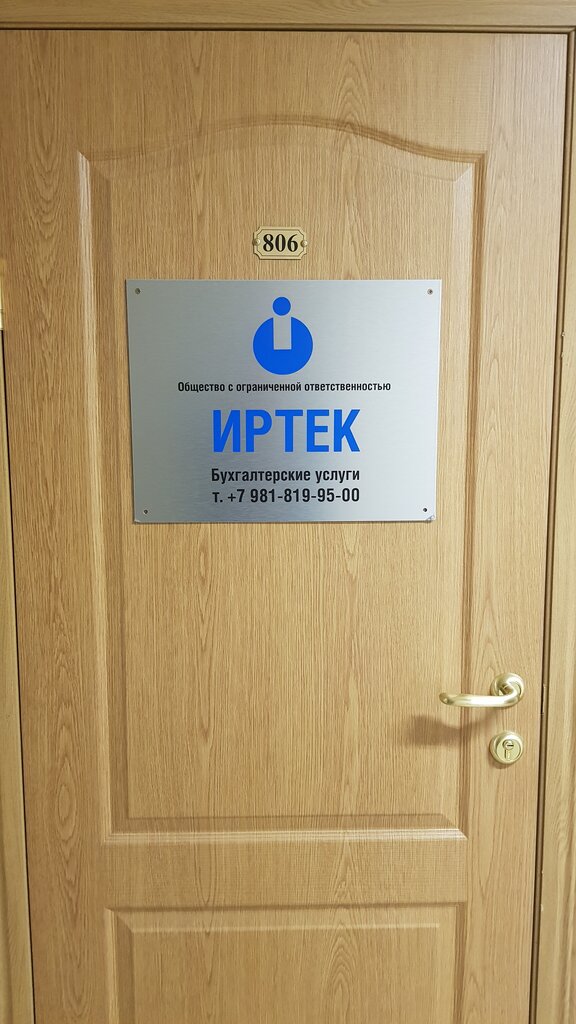 806
Общество с ограниченной ответственностью
ИРТЕК
Бухгалтерские услуги
т. +7 981-819-95-00